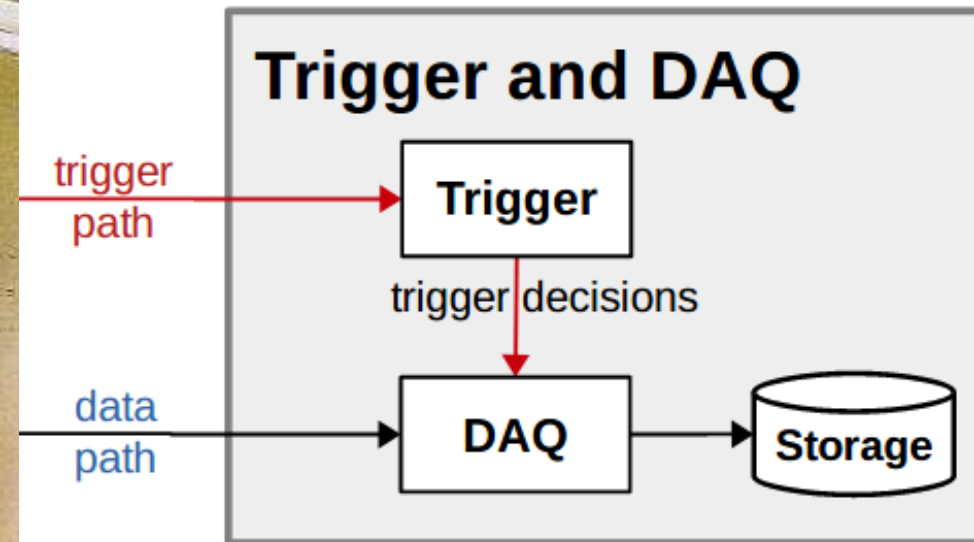 Trigger and DAQ
trigger
path
Trigger
trigger decisions
data
path
DAQ
Storage